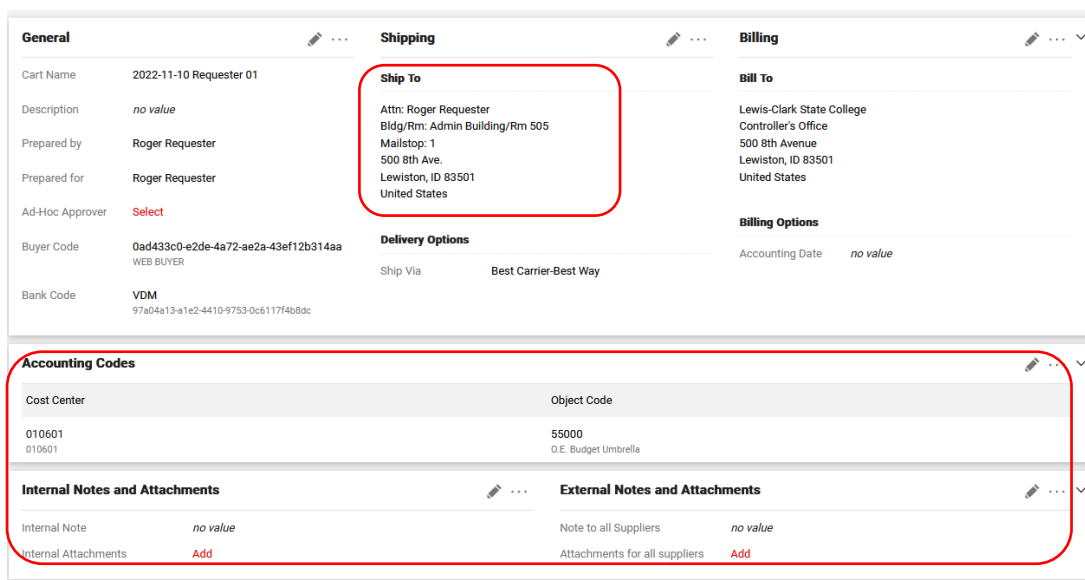 General
Cart Name 2022-11-10 Requester 01
Description no value
Prepared by Roger Requester
Prepared for Roger Requester
Ad-Hoc Approver Select
Buyer Code 0ad433c0-e2de-4a72-ae2a-43ef12b314aa
WEB BUYER
Bank Code VDM
97a04a13-a1e2-4410-9753-0c6117f4b8dc
Shipping
Ship To
Attn: Roger Requester
Bldg/Rm: Admin Building/Rm 505
Mailstop: 1
500 8th Ave.
Lewiston, ID 83501
United States
Delivery Options
Ship Via Best Carrier-Best Way
Billing
Bill To
Lewis-Clark State College
Controller's Office
500 8th Avenue
Lewiston, ID 83501
United States
Billing Options
Accounting Date no value
Accounting Codes
Cost Center Object Code
010601 55000
010601 O.E. Budget Umbrella
Internal Notes and Attachments
Internal Note no value
Internal Attachments Add
External Notes and Attachments
Note to all Suppliers no value
Attachments for all suppliers Add